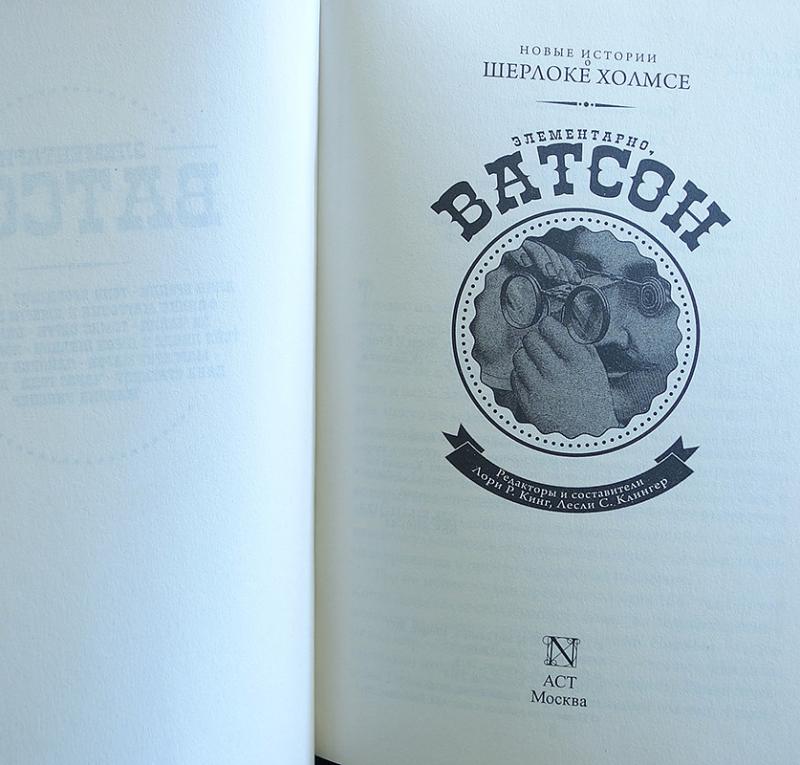 НОВЫЕ ИСТОРИИ
о
ШЕРЛОКЕ ХОЛМСЕ
ЭЛЕМЕНТАРНО,
ВАТСОН
Редакторы и составители
Лори Р. Кинг, Лесли С. Клингер
N
АСТ
Москва